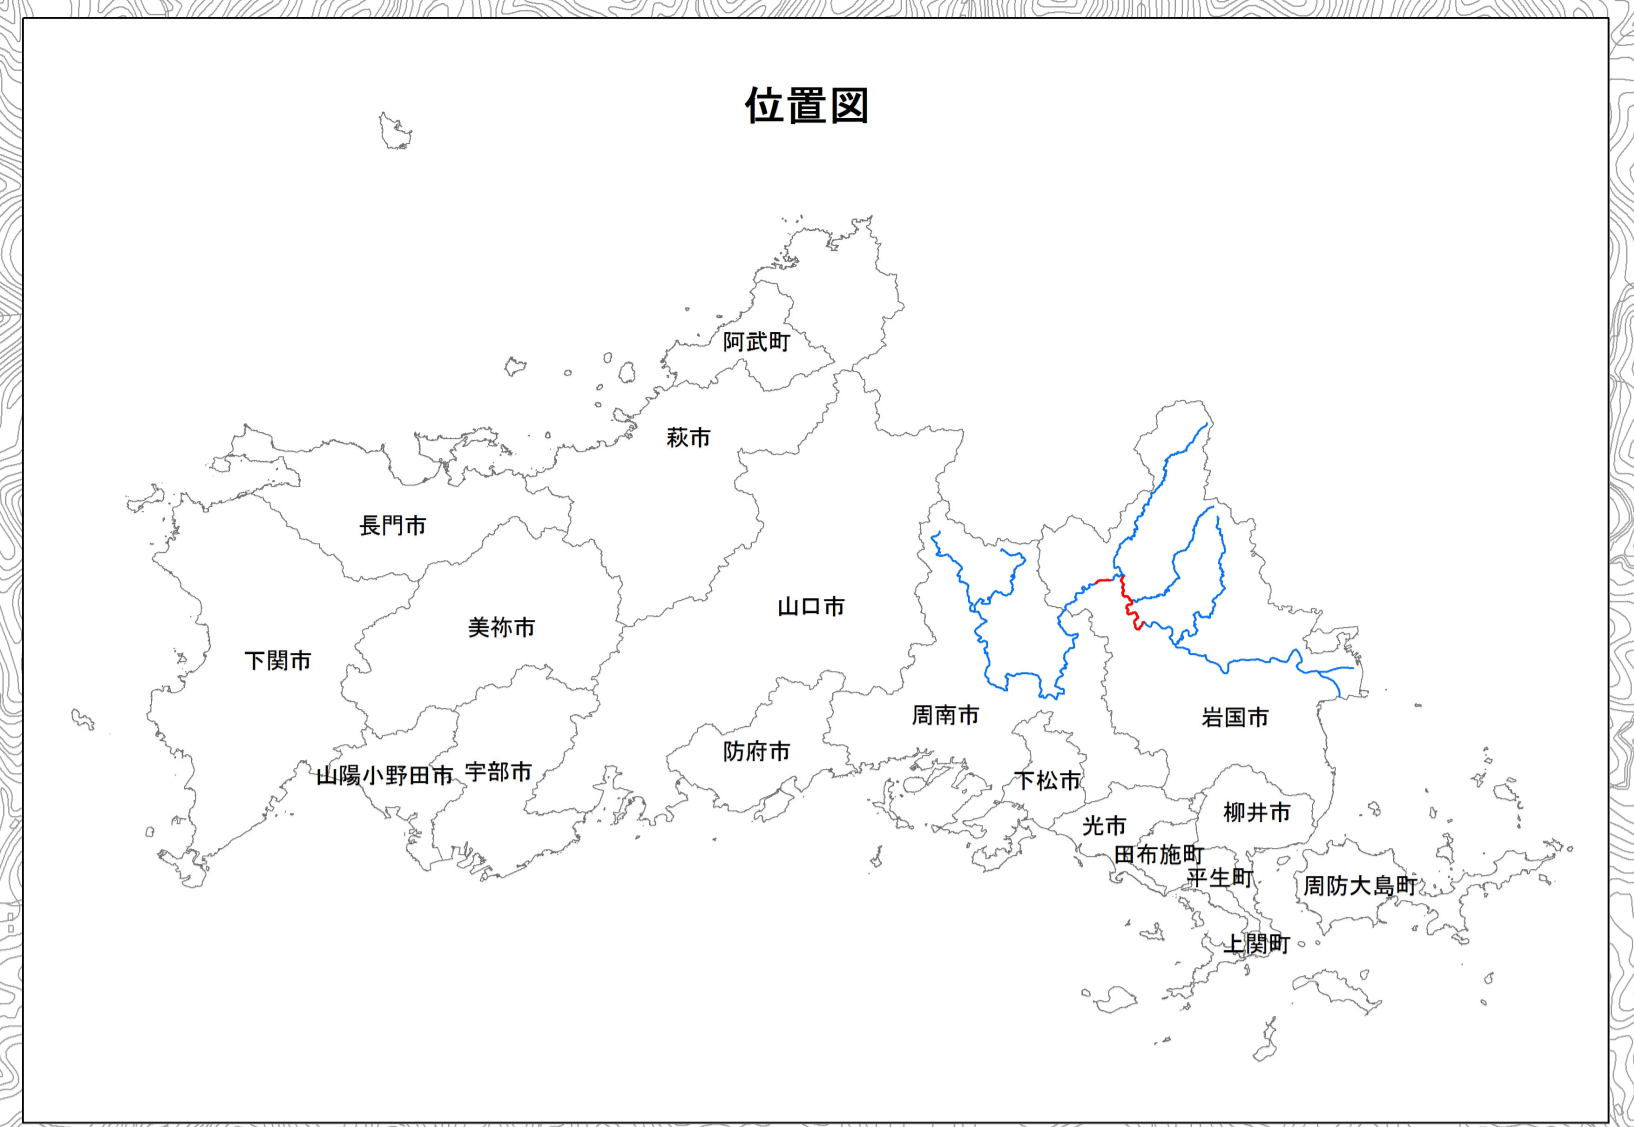 位置図
阿武町
萩市
長門市
山口市
美祢市
下関市
周南市
岩国市
防府市
山陽小野田市
宇部市
下松市
柳井市
光市
田布施町
平生町
周防大島町
上関町